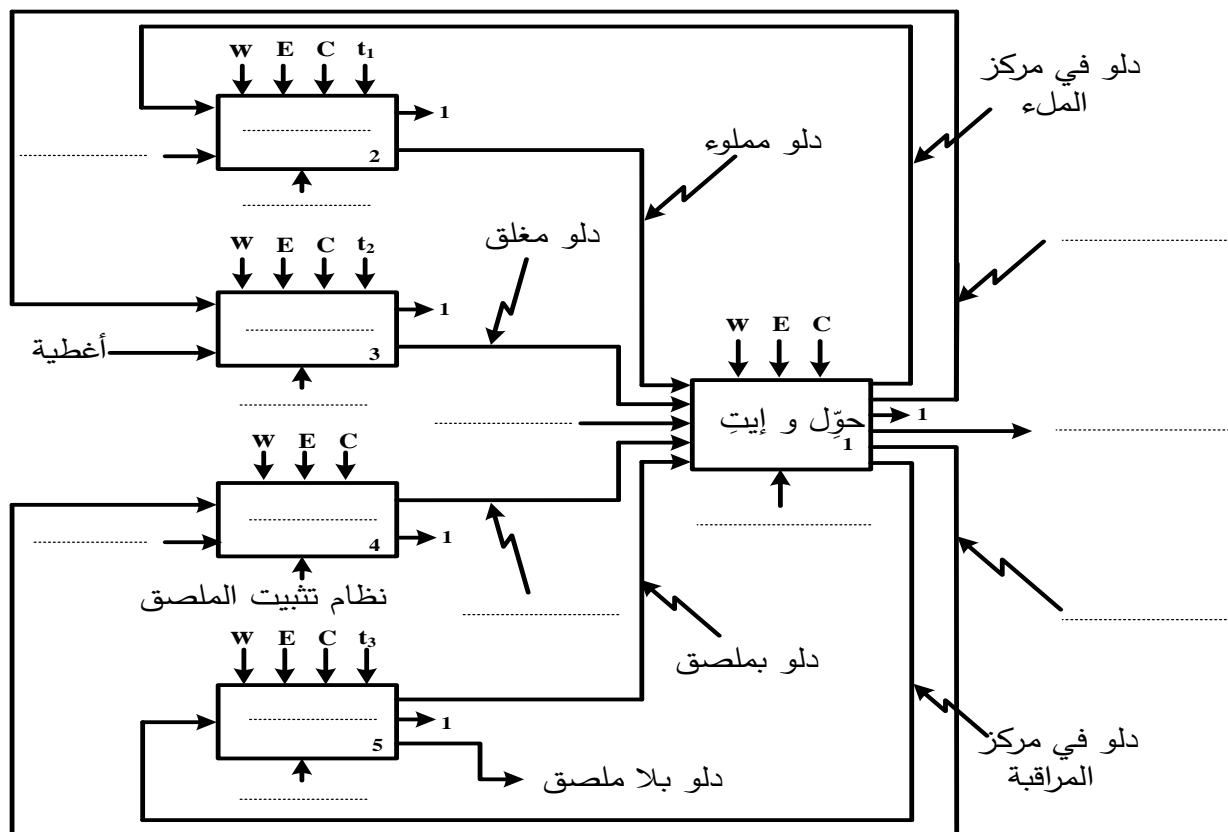 w E C t1
1
2
دلو في مركز
الملء
دلو مملوء
دلو مغلق
w E C t2
1
أغطية
3
w E C
حوِّل و إيتِ
1
1
w E C
4
1
نظام تثبيت الملصق
دلو بملصق
w E C t3
1
5
دلو بلا ملصق
دلو في مركز
المراقبة